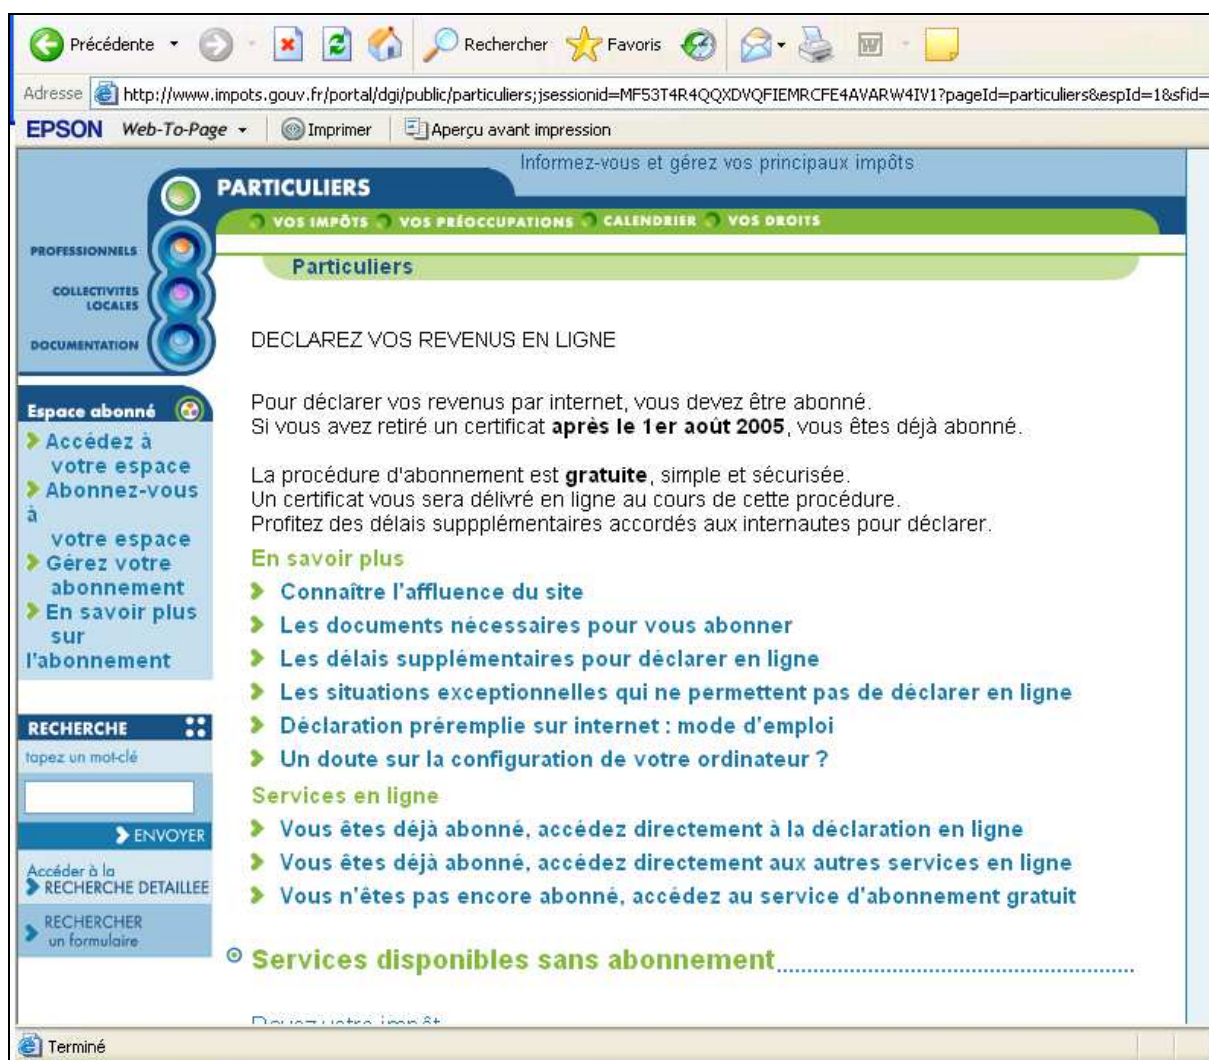 Précédente
Rechercher
Favoris
Adresse http://www.impots.gouv.fr/portal/dgi/public/particuliers;jsessionid=MF53T4R4QQXDVQFIEMRCFE4AVARW4IV1?pageId=particuliers&espId=1&sfid=
EPSON Web-To-Page Imprimer Aperçu avant impression
Informez-vous et gérez vos principaux impôts
PARTICULIERS
VOS IMPÔTS VOS PRÉOCCUPATIONS CALENDRIER VOS DROITS
PROFESSIONNELS
COLLECTIVITES
LOCALES
DOCUMENTATION
Particuliers
DECLAREZ VOS REVENUS EN LIGNE
Pour déclarer vos revenus par internet, vous devez être abonné.
Si vous avez retiré un certificat après le 1er août 2005, vous êtes déjà abonné.
La procédure d'abonnement est gratuite, simple et sécurisée.
Un certificat vous sera délivré en ligne au cours de cette procédure.
Profitez des délais suppplémentaires accordés aux internautes pour déclarer.
En savoir plus
Connaître l'affluence du site
Les documents nécessaires pour vous abonner
Les délais supplémentaires pour déclarer en ligne
Les situations exceptionnelles qui ne permettent pas de déclarer en ligne
Déclaration préremplie sur internet : mode d'emploi
Un doute sur la configuration de votre ordinateur ?
Services en ligne
Vous êtes déjà abonné, accédez directement à la déclaration en ligne
Vous êtes déjà abonné, accédez directement aux autres services en ligne
Vous n'êtes pas encore abonné, accédez au service d'abonnement gratuit
Services disponibles sans abonnement
Espace abonné
Accédez à
votre espace
Abonnez-vous
à
votre espace
Gérez votre
abonnement
En savoir plus
sur
l'abonnement
RECHERCHE
tapez un mot-clé
ENVOYER
Accéder à la
RECHERCHE DETAILLEE
RECHERCHER
un formulaire
Terminé